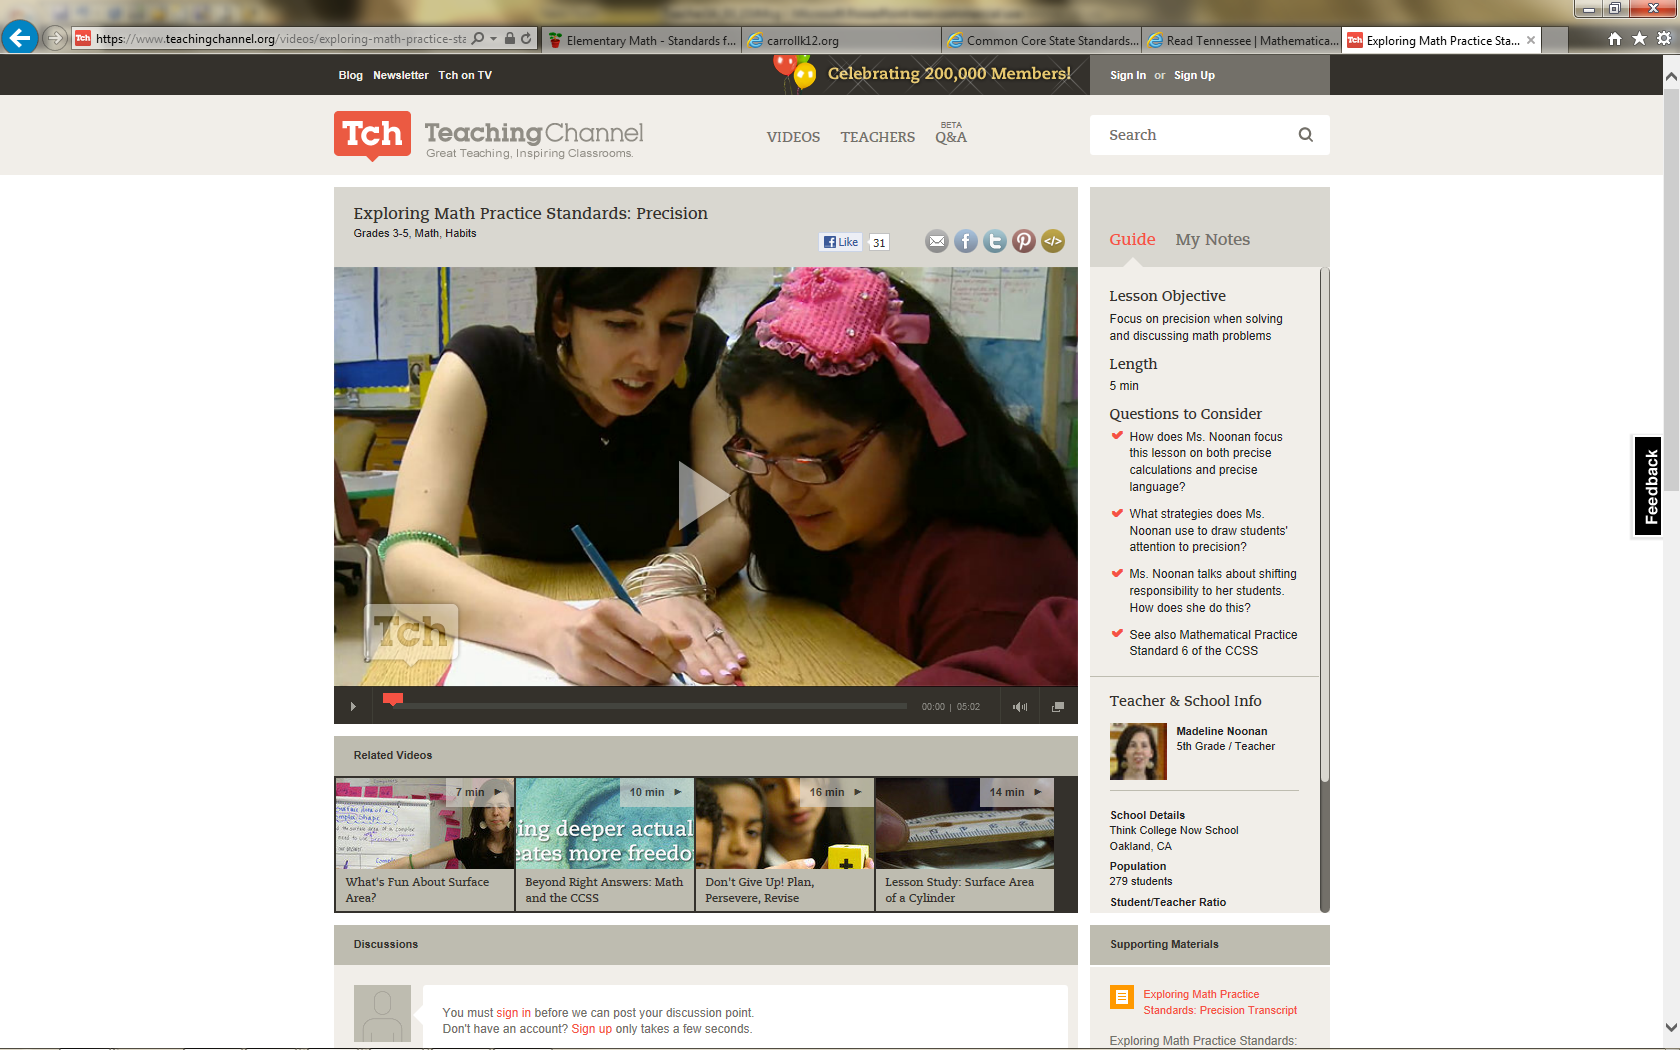 https://www.teachingchannel.org/videos/exploring-math-practice-sta
Elementary Math - Standards f...
carrollk12.org
Common Core State Standards...
Read Tennessee | Mathematica...
Tch
Exploring Math Practice Sta...
Blog Newsletter Tch on TV
Celebrating 200,000 Members!
Sign In or Sign Up
Tch TeachingChannel
Great Teaching, Inspiring Classrooms.
VIDEOS TEACHERS Q&A
BETA
Search
Exploring Math Practice Standards: Precision
Grades 3-5, Math, Habits
Like 31
Guide My Notes
Lesson Objective
Focus on precision when solving
and discussing math problems
Length
5 min
Questions to Consider
How does Ms. Noonan focus
this lesson on both precise
calculations and precise
language?
What strategies does Ms.
Noonan use to draw students'
attention to precision?
Ms. Noonan talks about shifting
responsibility to her students.
How does she do this?
See also Mathematical Practice
Standard 6 of the CCSS
Feedback
Tch
00:00 | 05:02
Teacher & School Info
Madeline Noonan
5th Grade / Teacher
School Details
Think College Now School
Oakland, CA
Population
279 students
Student/Teacher Ratio
Related Videos
7 min
What's Fun About Surface
Area?
10 min
ing deeper actual
eates more freedo
Beyond Right Answers: Math
and the CCSS
16 min
Don't Give Up! Plan,
Persevere, Revise
14 min
Lesson Study: Surface Area
of a Cylinder
Discussions
You must sign in before we can post your discussion point.
Don't have an account? Sign up only takes a few seconds.
Supporting Materials
Exploring Math Practice
Standards: Precision Transcript
Exploring Math Practice Standards: